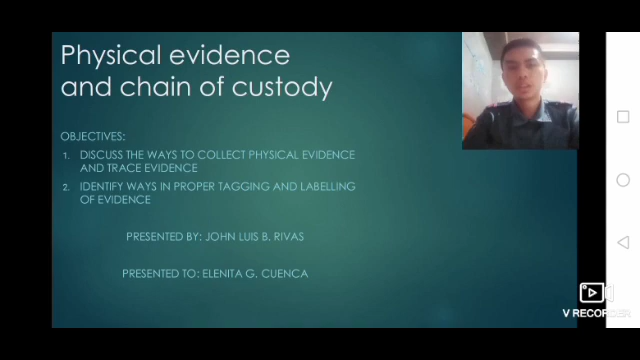 Physical evidence
and chain of custody
OBJECTIVES:
1. DISCUSS THE WAYS TO COLLECT PHYSICAL EVIDENCE
AND TRACE EVIDENCE
2. IDENTIFY WAYS IN PROPER TAGGING AND LABELLING
OF EVIDENCE
PRESENTED BY: JOHN LUIS B. RIVAS
PRESENTED TO: ELENITA G. CUENCA
V RECORDER